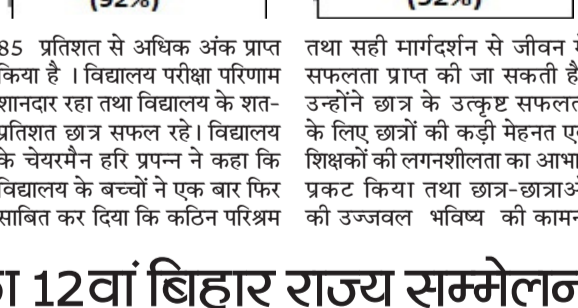 (92%)
85 प्रतिशत से अधिक अंक प्राप्त
किया है । विद्यालय परीक्षा परिणाम
शानदार रहा तथा विद्यालय के शत-
प्रतिशत छात्र सफल रहे। विद्यालय
के चेयरमैन हरि प्रपन्न ने कहा कि
विद्यालय के बच्चों ने एक बार फिर
साबित कर दिया कि कठिन परिश्रम
तथा सही मार्गदर्शन से जीवन
सफलता प्राप्त की जा सकती है
उन्होंने छात्र के उत्कृष्ट सफलत
के लिए छात्रों की कड़ी मेहनत ए
शिक्षकों की लगनशीलता का आभा
प्रकट किया तथा छात्र-छात्राओ
की उज्जवल भविष्य की कामन
12वां बिहार राज्य सम्मेलन